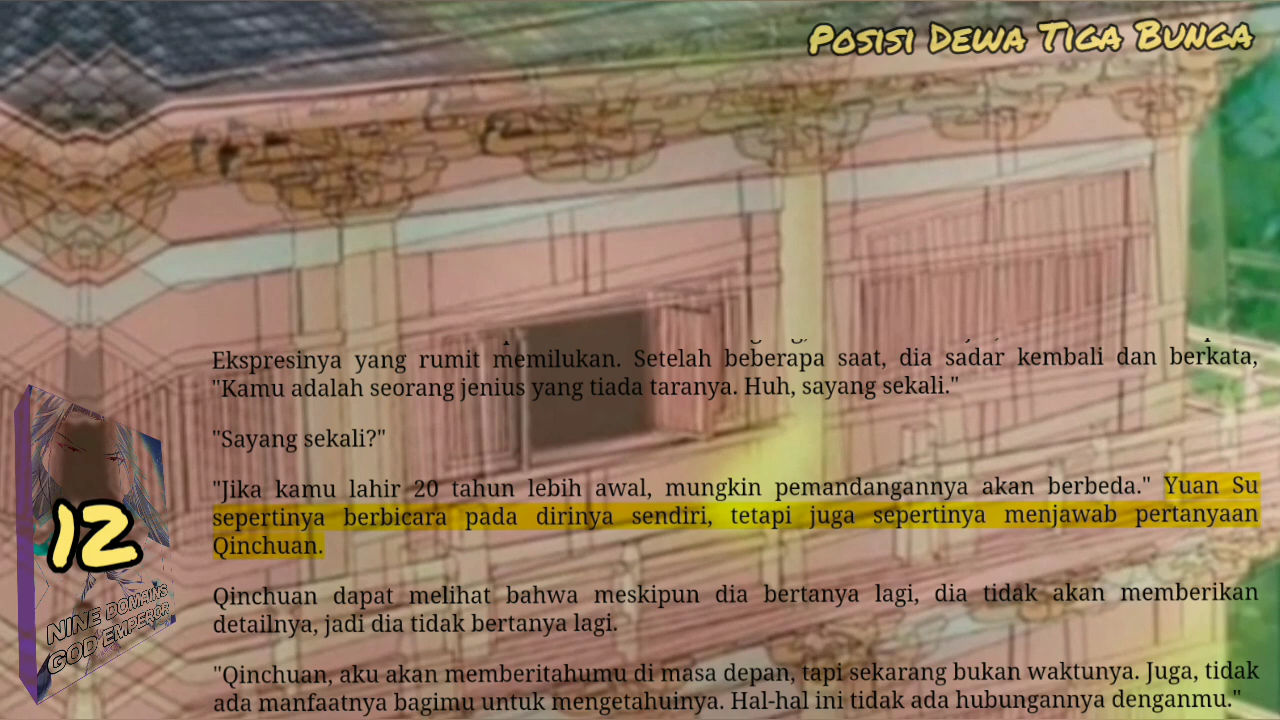 Posisi Dewa Tiga Bunga
Ekspresinya yang rumit memilukan. Setelah beberapa saat, dia sadar kembali dan berkata,
"Kamu adalah seorang jenius yang tiada taranya. Huh, sayang sekali."
"Sayang sekali?"
"Jika kamu lahir 20 tahun lebih awal, mungkin pemandangannya akan berbeda." Yuan Su
sepertinya berbicara pada dirinya sendiri, tetapi juga sepertinya menjawab pertanyaan
Qinchuan.
Qinchuan dapat melihat bahwa meskipun dia bertanya lagi, dia tidak akan memberikan
detailnya, jadi dia tidak bertanya lagi.
"Qinchuan, aku akan memberitahumu di masa depan, tapi sekarang bukan waktunya. Juga, tidak
ada manfaatnya bagimu untuk mengetahuinya. Hal-hal ini tidak ada hubungannya denganmu."
12
NINE DOMAINS
GOD EMPEROR